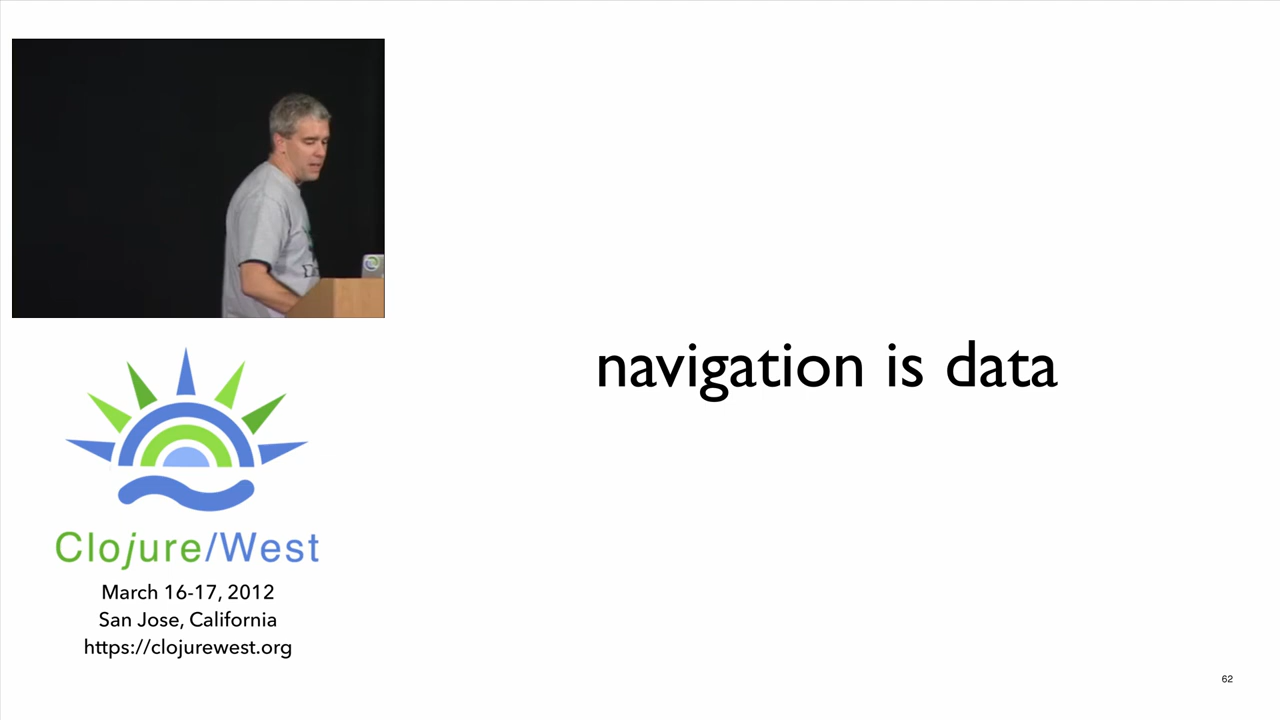 navigation is data
Clojure/West
March 16-17, 2012
San Jose, California
https://clojurewest.org
62